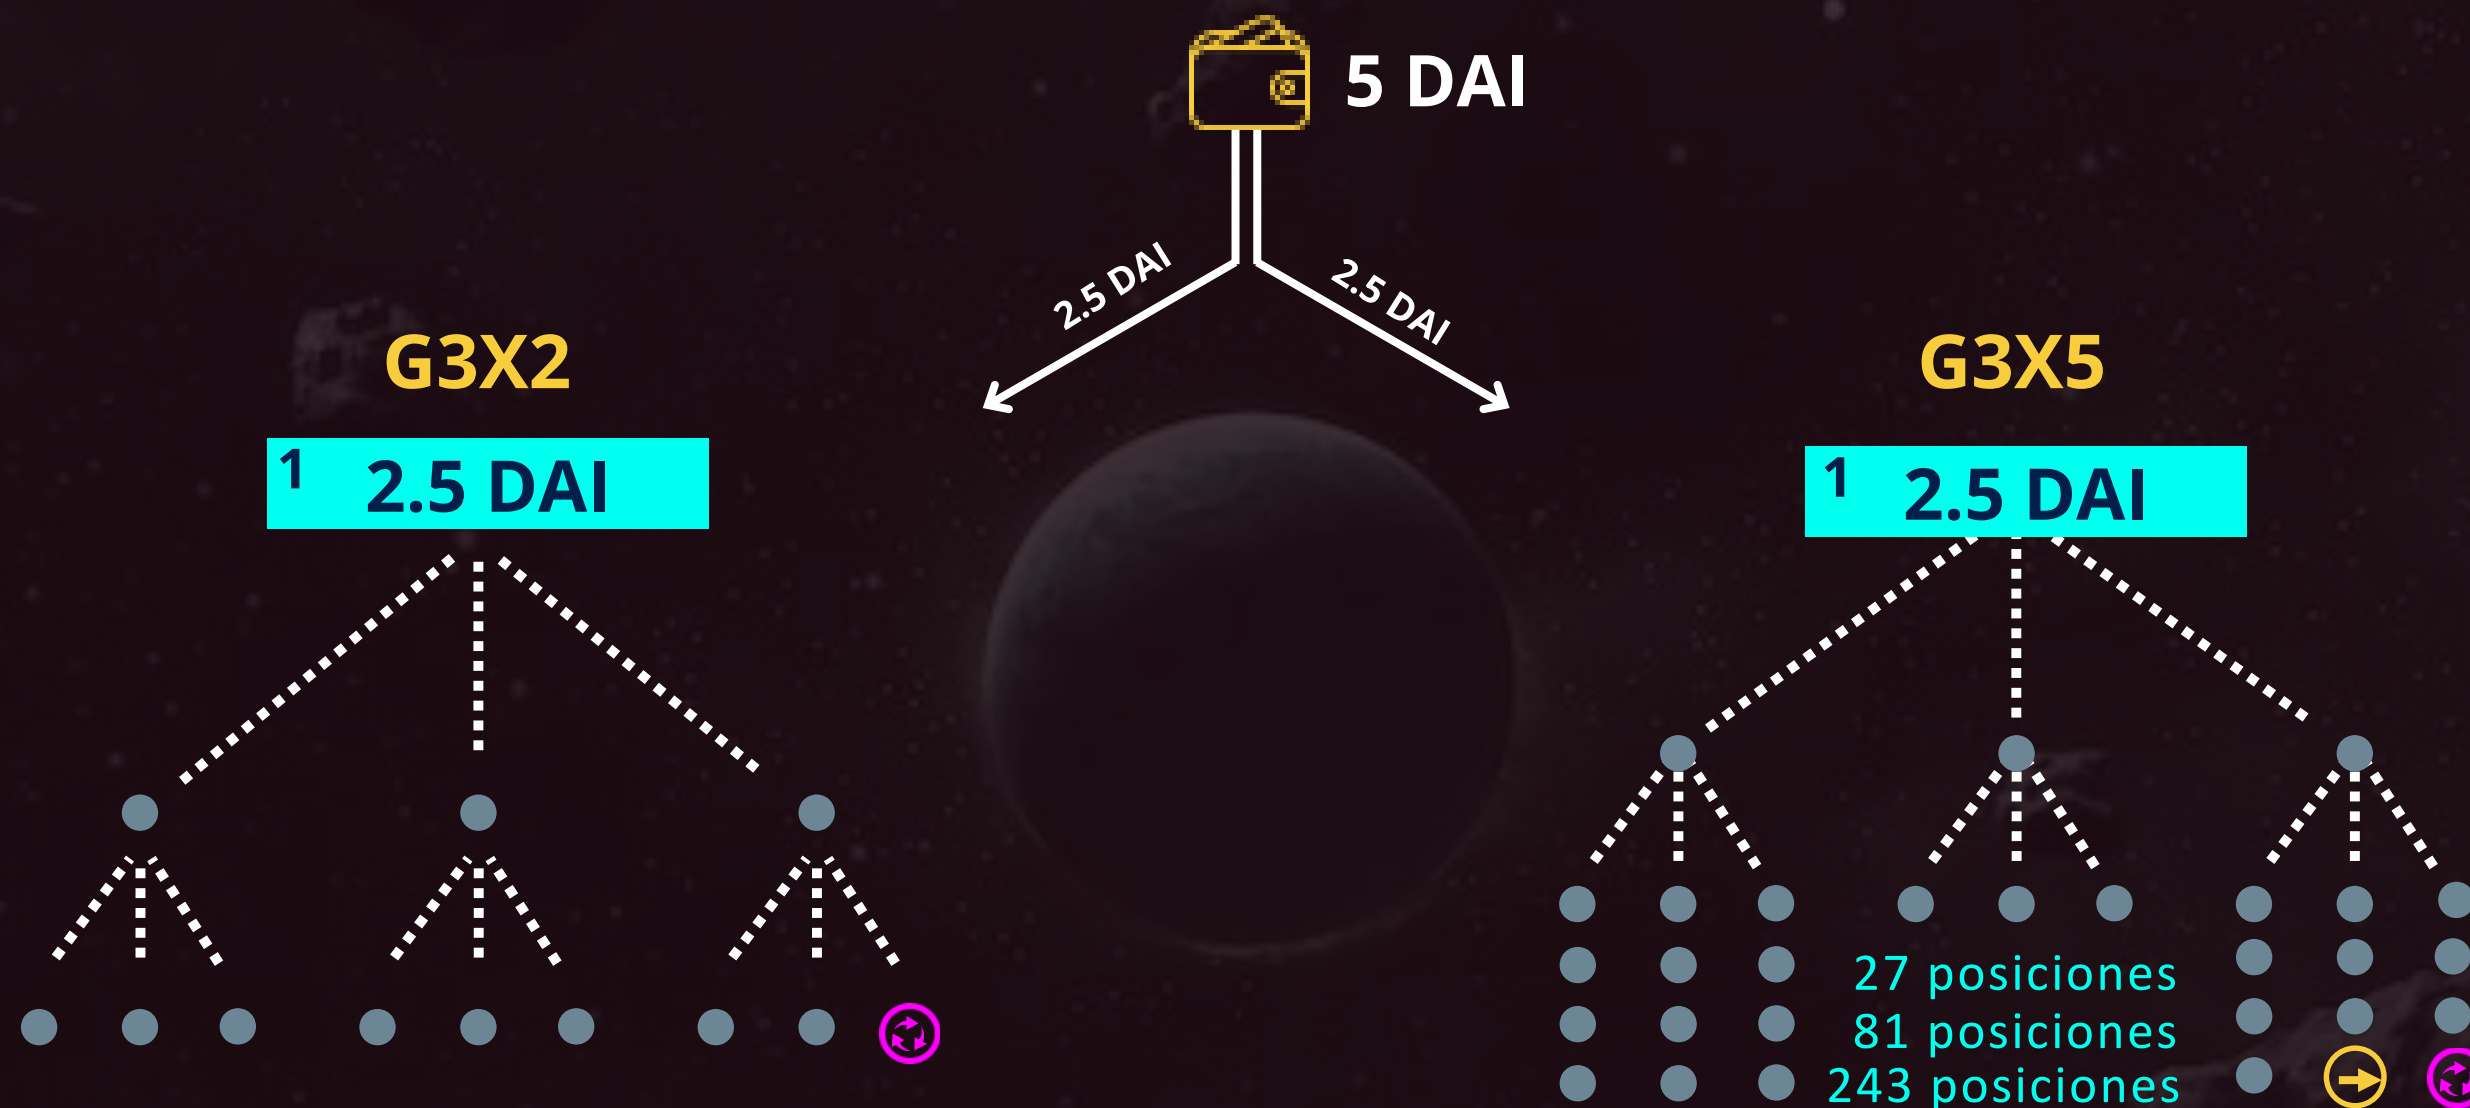 5 DAI
2.5 DAI
2.5 DAI
G3X2
G3X5
1 2.5 DAI
1 2.5 DAI
27 posiciones
81 posiciones
243 posiciones